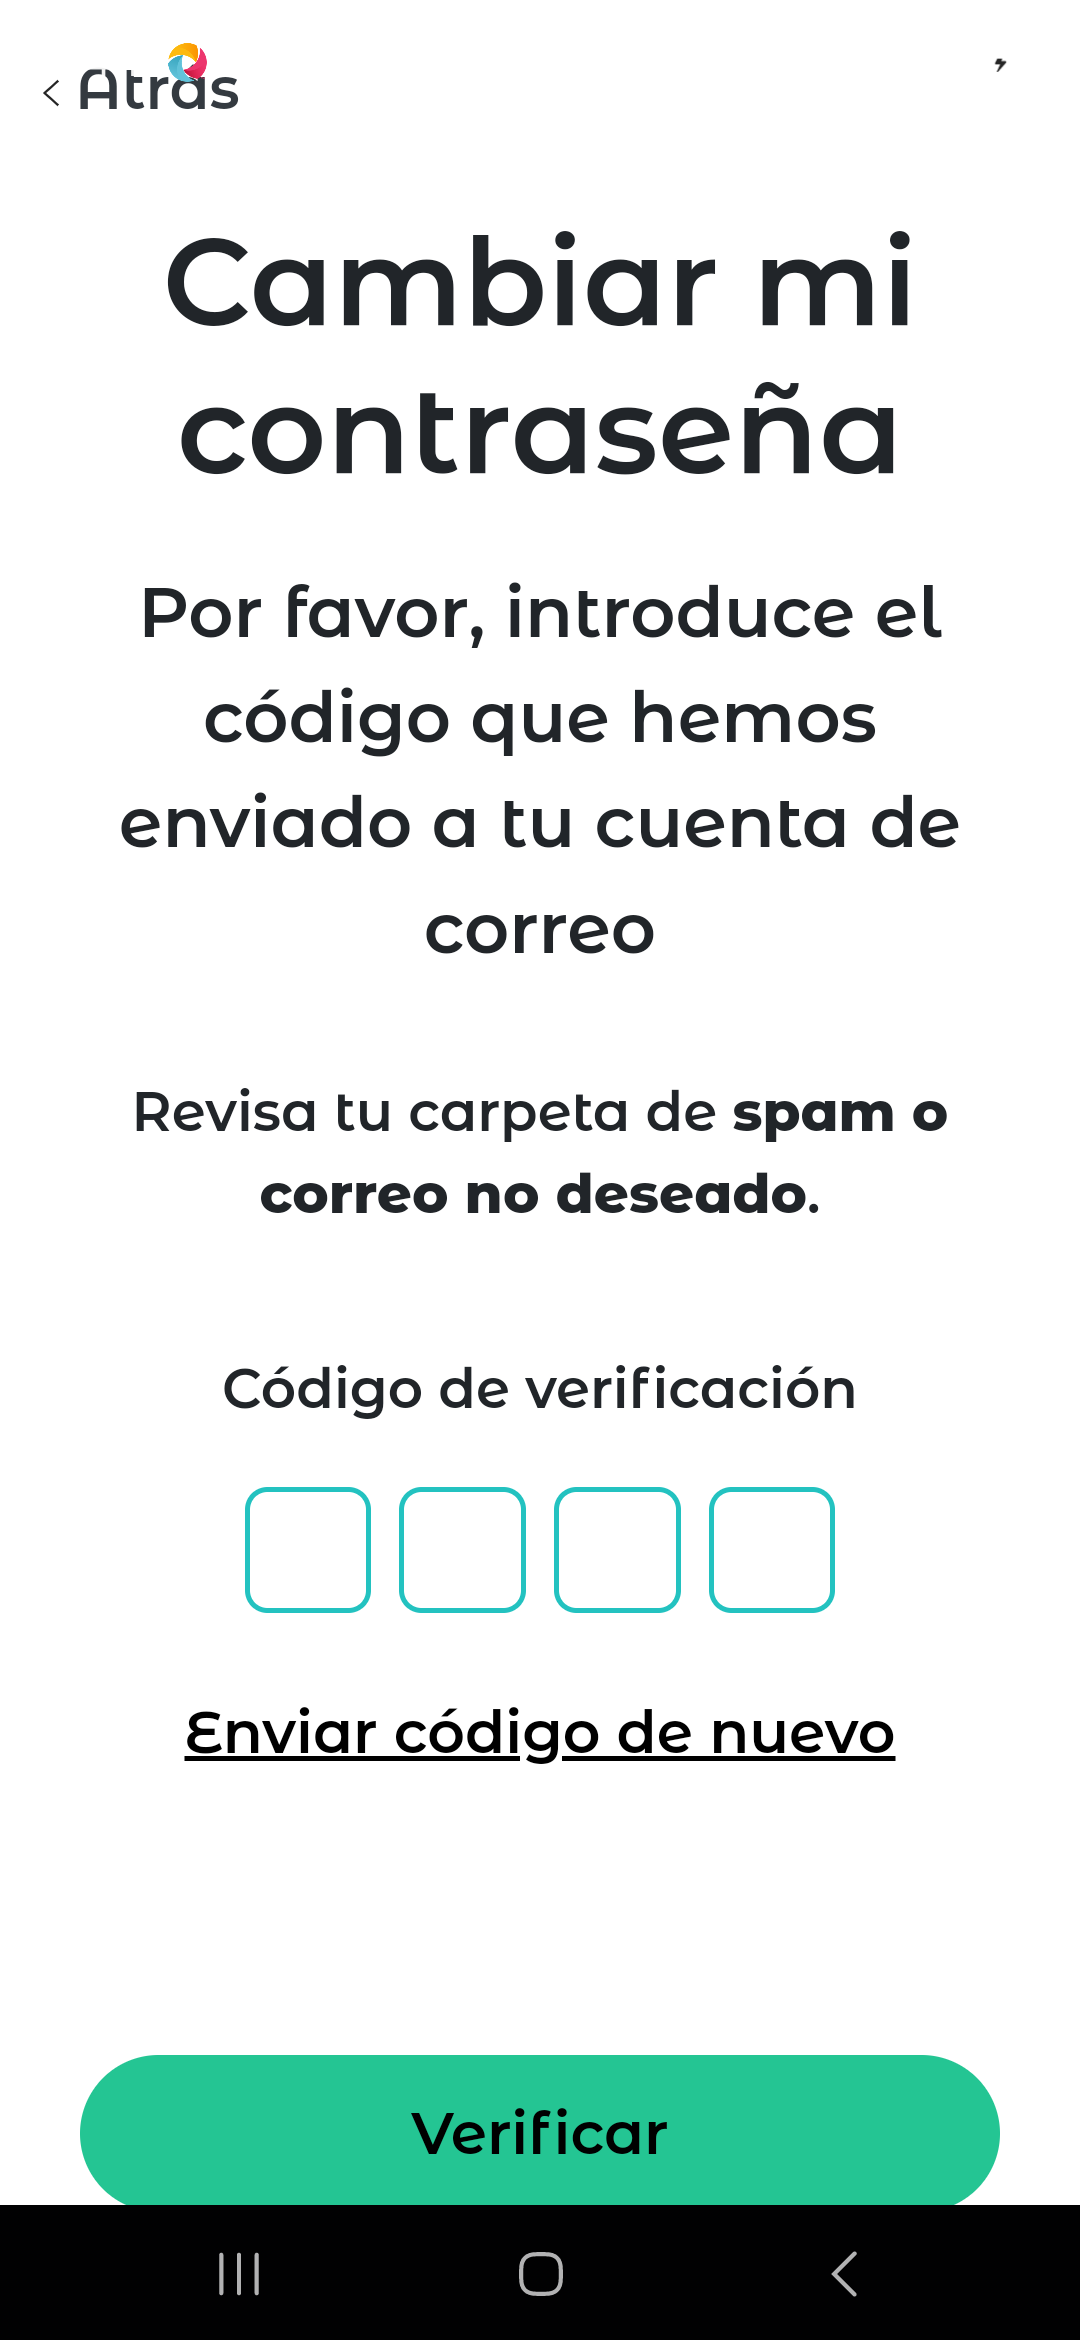 Atras
Cambiar mi
contraseña
Por favor, introduce el
código que hemos
enviado a tu cuenta de
correo
Revisa tu carpeta de spam o
correo no deseado.
Código de verificación
Enviar código de nuevo
Verificar